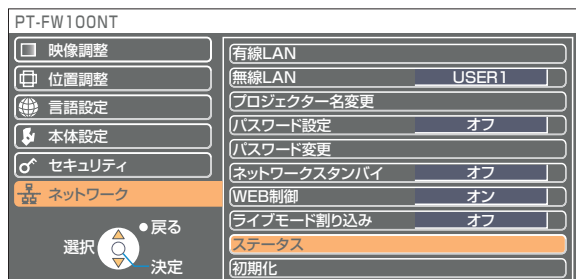 PT-FW100NT
映像調整
位置調整
言語設定
本体設定
セキュリティ
ネットワーク
戻る
選択
決定
有線LAN
無線LAN USER1
プロジェクター名変更
パスワード設定 オフ
パスワード変更
ネットワークスタンバイ オフ
WEB制御 オン
ライブモード割り込み オフ
ステータス
初期化